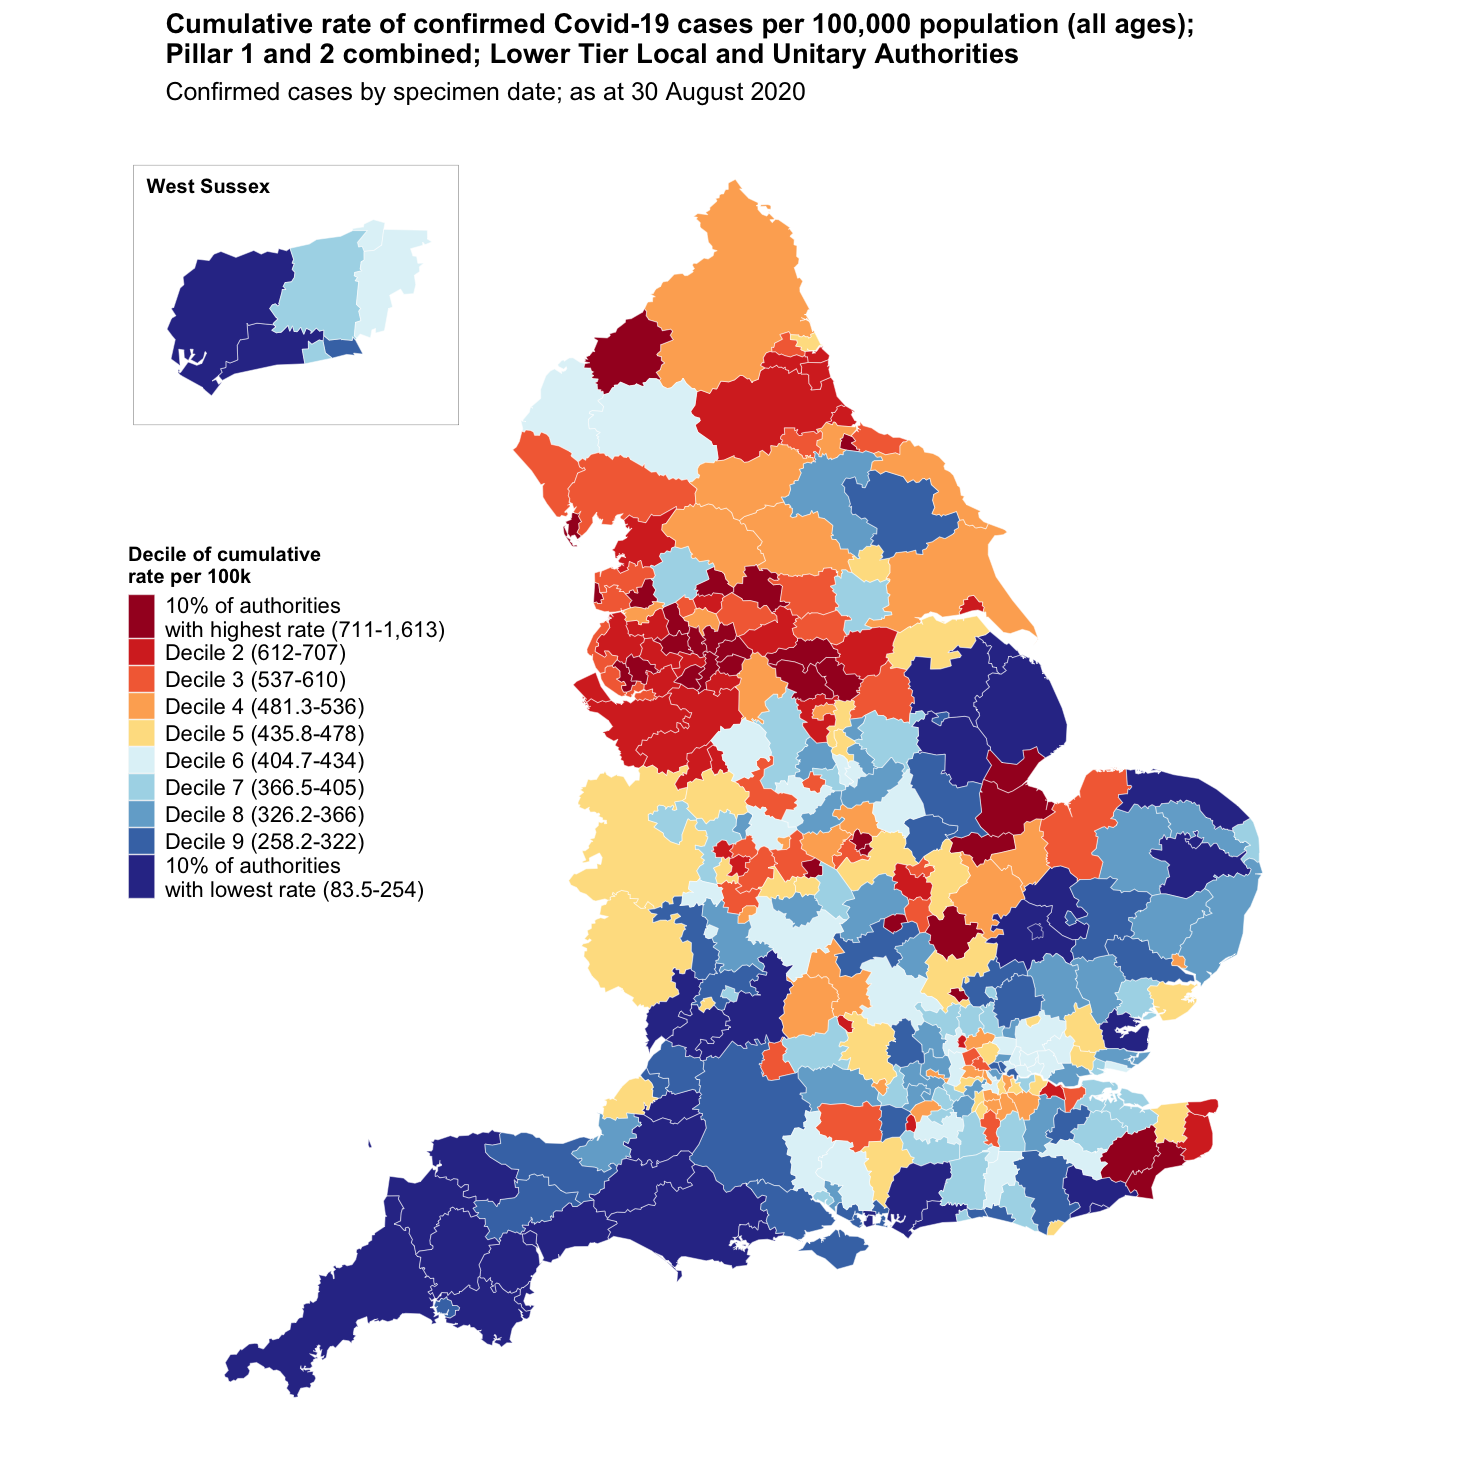 Cumulative rate of confirmed Covid-19 cases per 100,000 population (all ages);
Pillar 1 and 2 combined; Lower Tier Local and Unitary Authorities
Confirmed cases by specimen date; as at 30 August 2020
West Sussex
Decile of cumulative
rate per 100k
10% of authorities
with highest rate (711-1,613)
Decile 2 (612-707)
Decile 3 (537-610)
Decile 4 (481.3-536)
Decile 5 (435.8-478)
Decile 6 (404.7-434)
Decile 7 (366.5-405)
Decile 8 (326.2-366)
Decile 9 (258.2-322)
10% of authorities
with lowest rate (83.5-254)